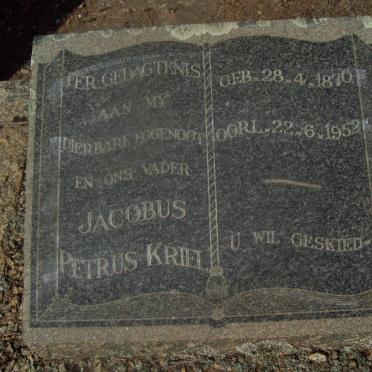 TER GEDAGTENIS
AAN MY
DIERBARE EGGENOOT
EN ONS VADER
JACOBUS
PETRUS KRIEL
GEB. 28.4.1870
OORL. 22.6.1952
U WIL GESKIED